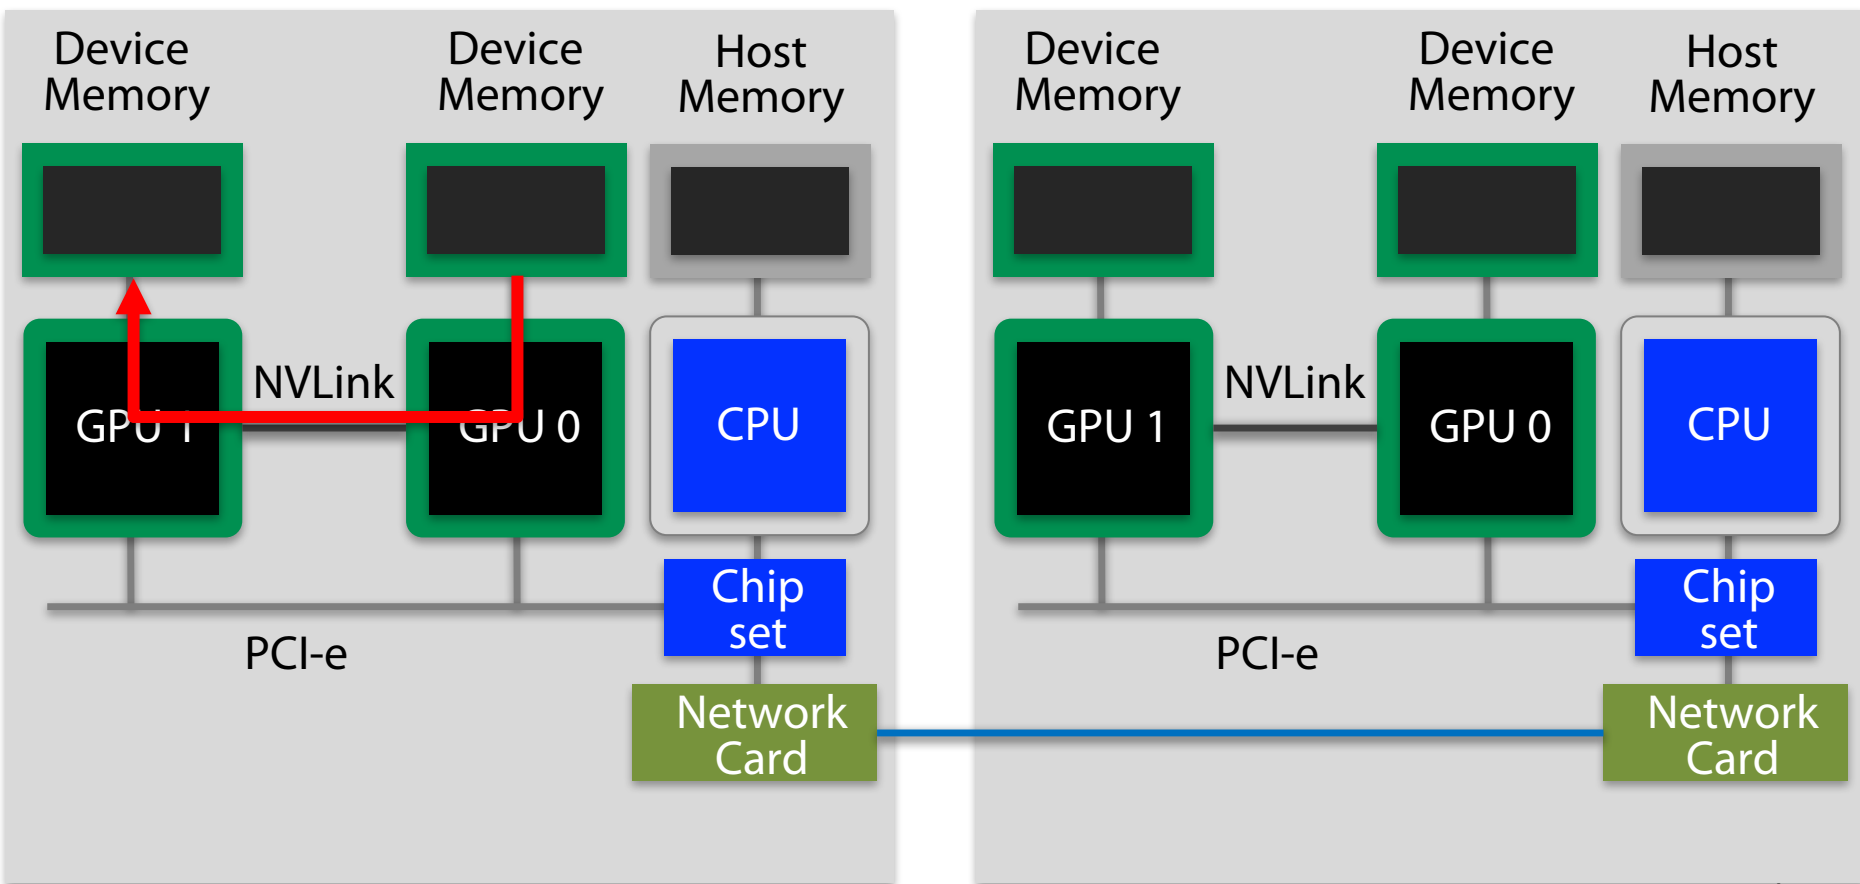 Device
Memory
Device
Memory
Host
Memory
NVLink
GPU 1
GPU 0
CPU
Chip
set
PCI-e
Network
Card
Device
Memory
Device
Memory
Host
Memory
NVLink
GPU 1
GPU 0
CPU
Chip
set
PCI-e
Network
Card